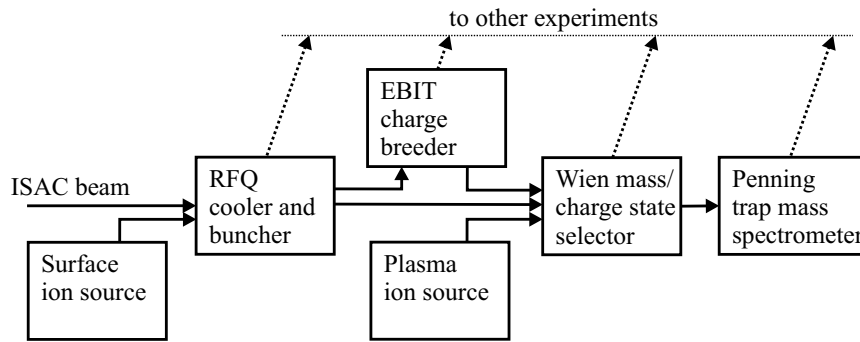 to other experiments
EBIT
charge
breeder
ISAC beam
RFQ
cooler and
buncher
Wien mass/
charge state
selector
Penning
trap mass
spectrometer
Surface
ion source
Plasma
ion source